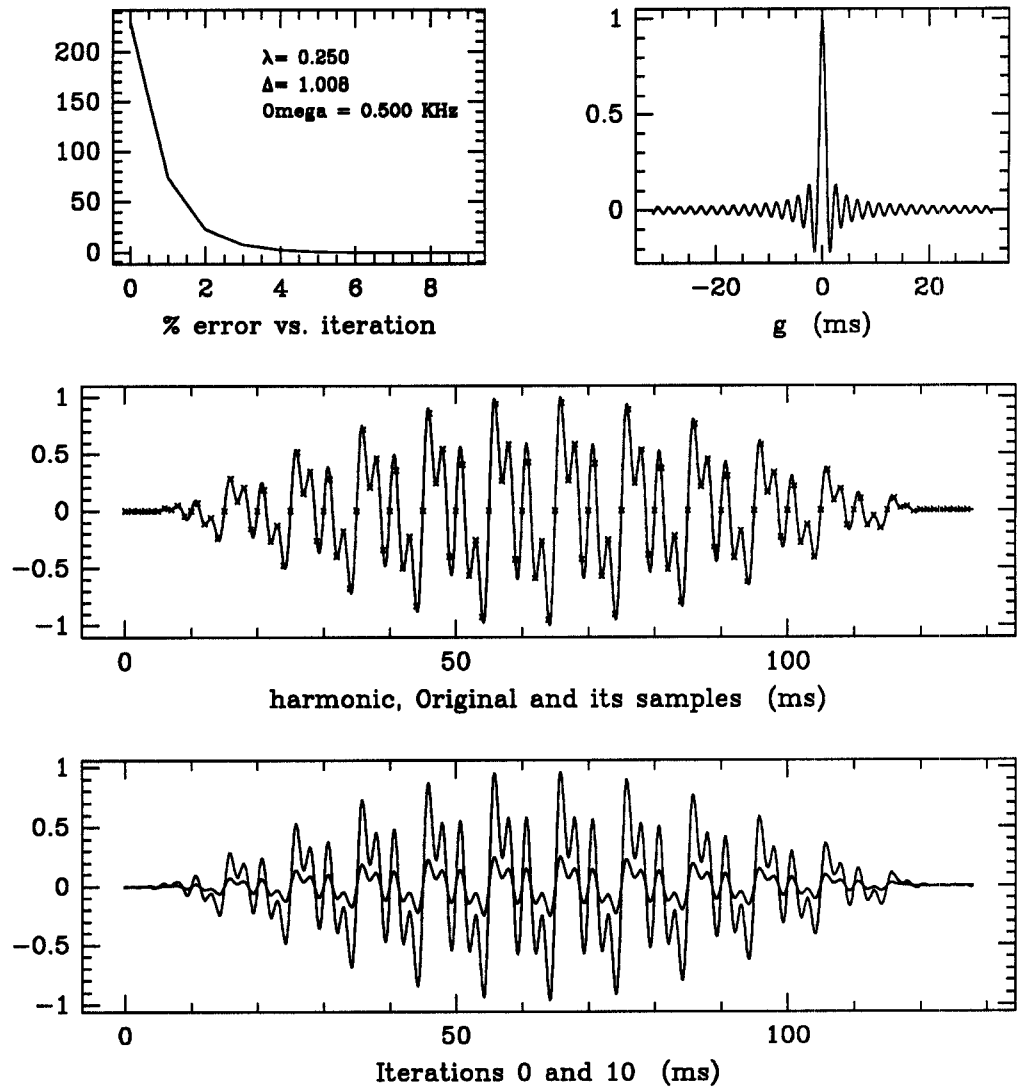 200
150
100
50
0
λ= 0.250
Δ= 1.008
Omega = 0.500 KHz
0 2 4 6 8
% error vs. iteration
1
0.5
0
−20 0 20
g (ms)
1
0.5
0
−0.5
−1
0 50 100
harmonic, Original and its samples (ms)
1
0.5
0
−0.5
−1
0 50 100
Iterations 0 and 10 (ms)